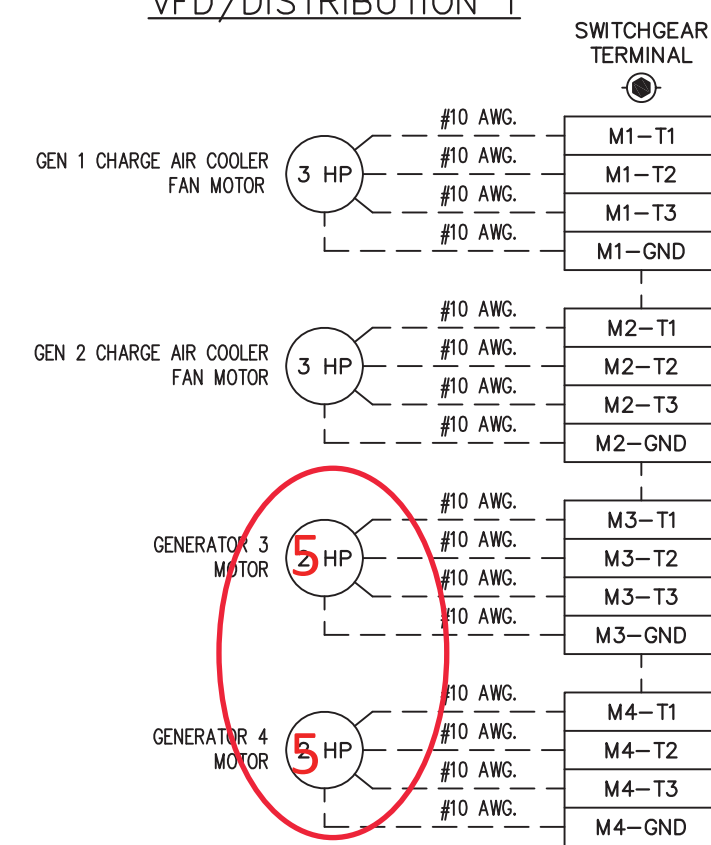 VFD/DISTRIBUTION 1
SWITCHGEAR
TERMINAL
GEN 1 CHARGE AIR COOLER
FAN MOTOR
3 HP
#10 AWG.
#10 AWG.
#10 AWG.
#10 AWG.
M1-T1
M1-T2
M1-T3
M1-GND
GEN 2 CHARGE AIR COOLER
FAN MOTOR
3 HP
#10 AWG.
#10 AWG.
#10 AWG.
#10 AWG.
M2-T1
M2-T2
M2-T3
M2-GND
GENERATOR 3
MOTOR
2 HP
5
#10 AWG.
#10 AWG.
#10 AWG.
#10 AWG.
M3-T1
M3-T2
M3-T3
M3-GND
GENERATOR 4
MOTOR
2 HP
5
#10 AWG.
#10 AWG.
#10 AWG.
#10 AWG.
M4-T1
M4-T2
M4-T3
M4-GND